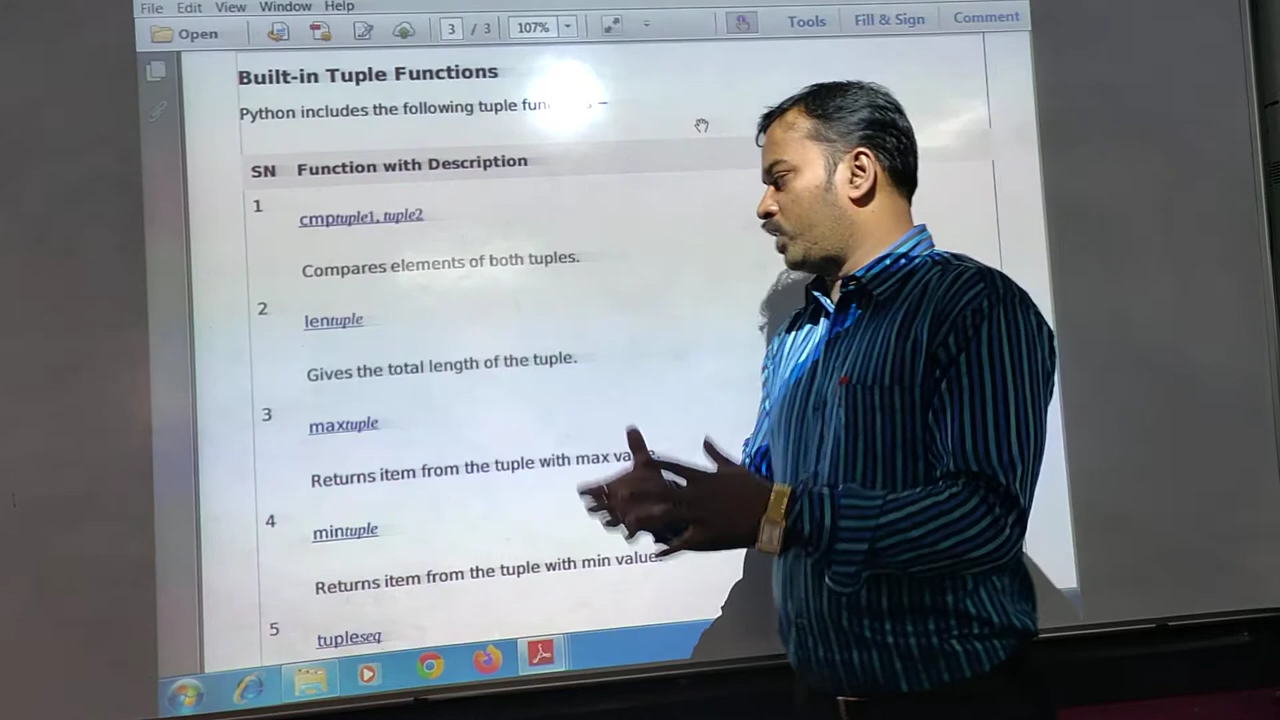 File Edit View Window Help
Open 3 / 3 107% Tools Fill & Sign Comment
Built-in Tuple Functions
Python includes the following tuple –
SN Function with Description
1
cmptuple1, tuple2
Compares elements of both tuples.
2
lentuple
Gives the total length of the tuple.
3
maxtuple
Returns item from the tuple with max
4
mintuple
Returns item from the tuple with min value.
5
tupleseq